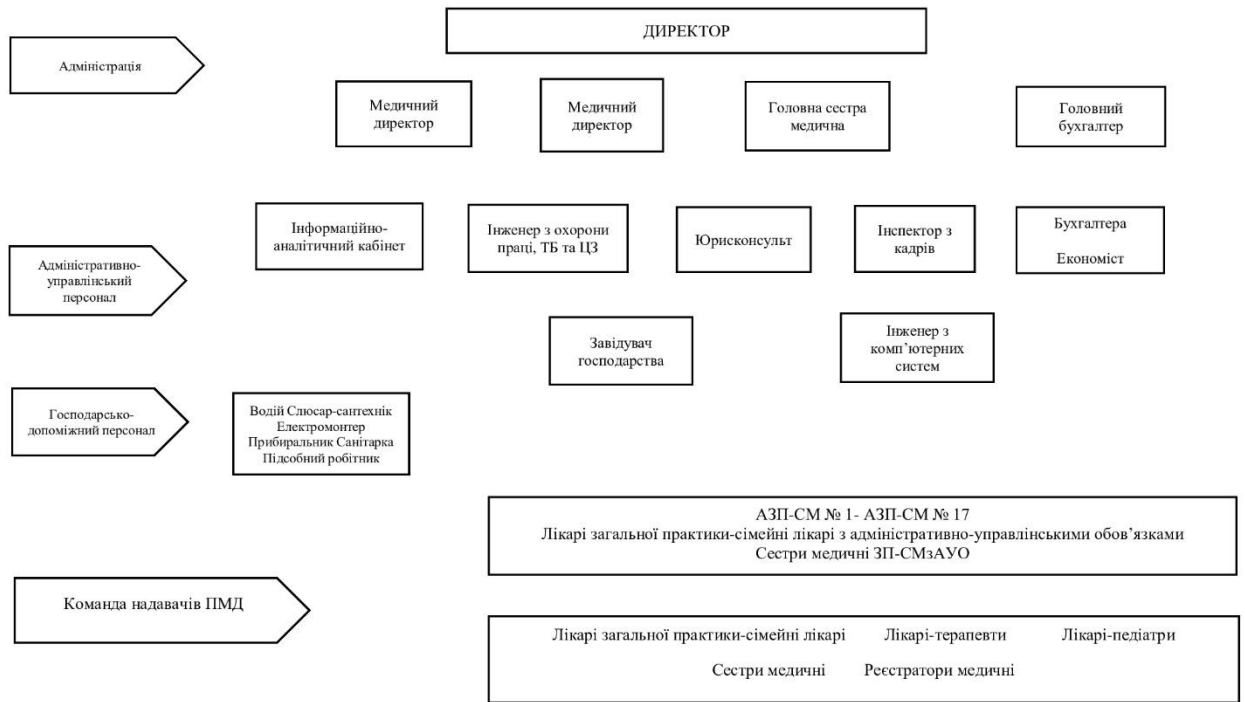 ДИРЕКТОР
Адміністрація
Медичний
директор
Медичний
директор
Головна сестра
медична
Головний
бухгалтер
Адміністративно-
управлінський
персонал
Інформаційно-
аналітичний кабінет
Інженер з охорони
праці, ТБ та ЦЗ
Юрисконсульт
Інспектор з
кадрів
Бухгалтера
Економіст
Завідувач
господарства
Інженер з
комп’ютерних
систем
Господарсько-
допоміжний персонал
Водій Слюсар-сантехнік
Електромонтер
Прибиральник Санітарка
Підсобний робітник
АЗП-СМ № 1- АЗП-СМ № 17
Лікарі загальної практики-сімейні лікарі з адміністративно-управлінськими обов’язками
Сестри медичні ЗП-СМзАУО
Команда надавачів ПМД
Лікарі загальної практики-сімейні лікарі Лікарі-терапевти Лікарі-педіатри
Сестри медичні Реєстратори медичні